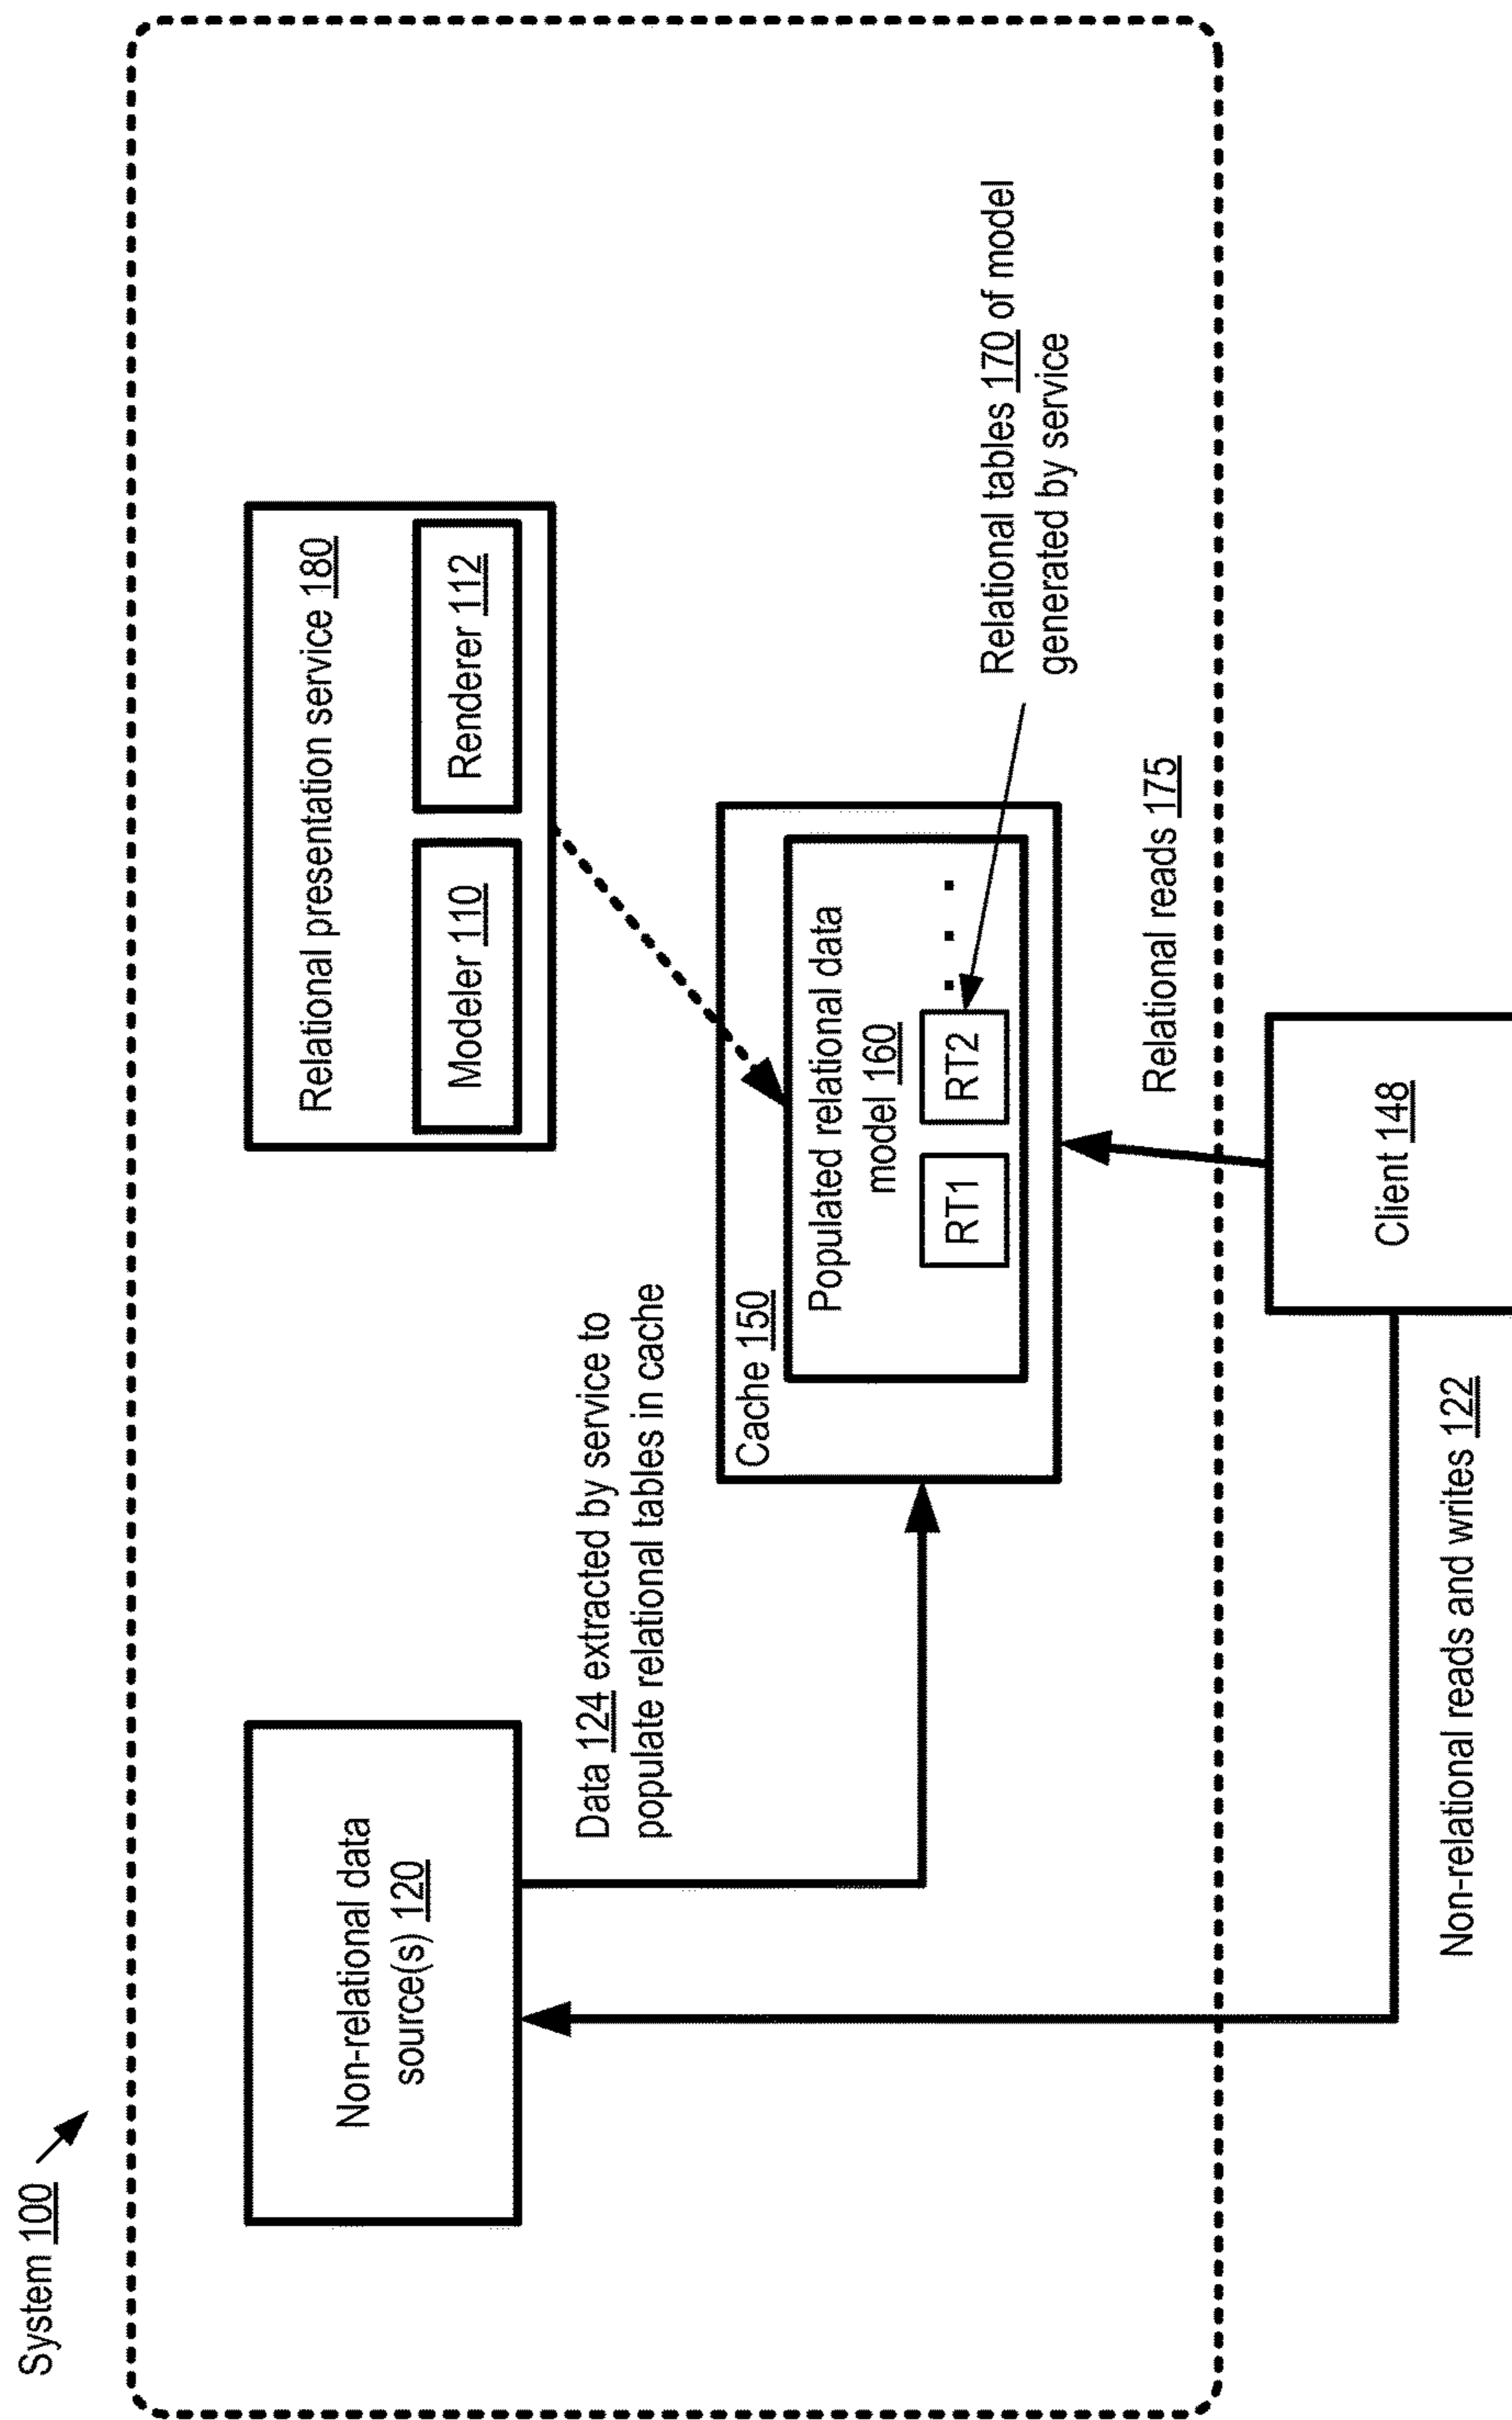 System 100
Non-relational data
source(s) 120
Relational presentation service 180
Modeler 110
Renderer 112
Data 124 extracted by service to
populate relational tables in cache
Cache 150
Populated relational data
model 160
RT1
RT2
. . .
Relational tables 170 of model
generated by service
Relational reads 175
Client 148
Non-relational reads and writes 122